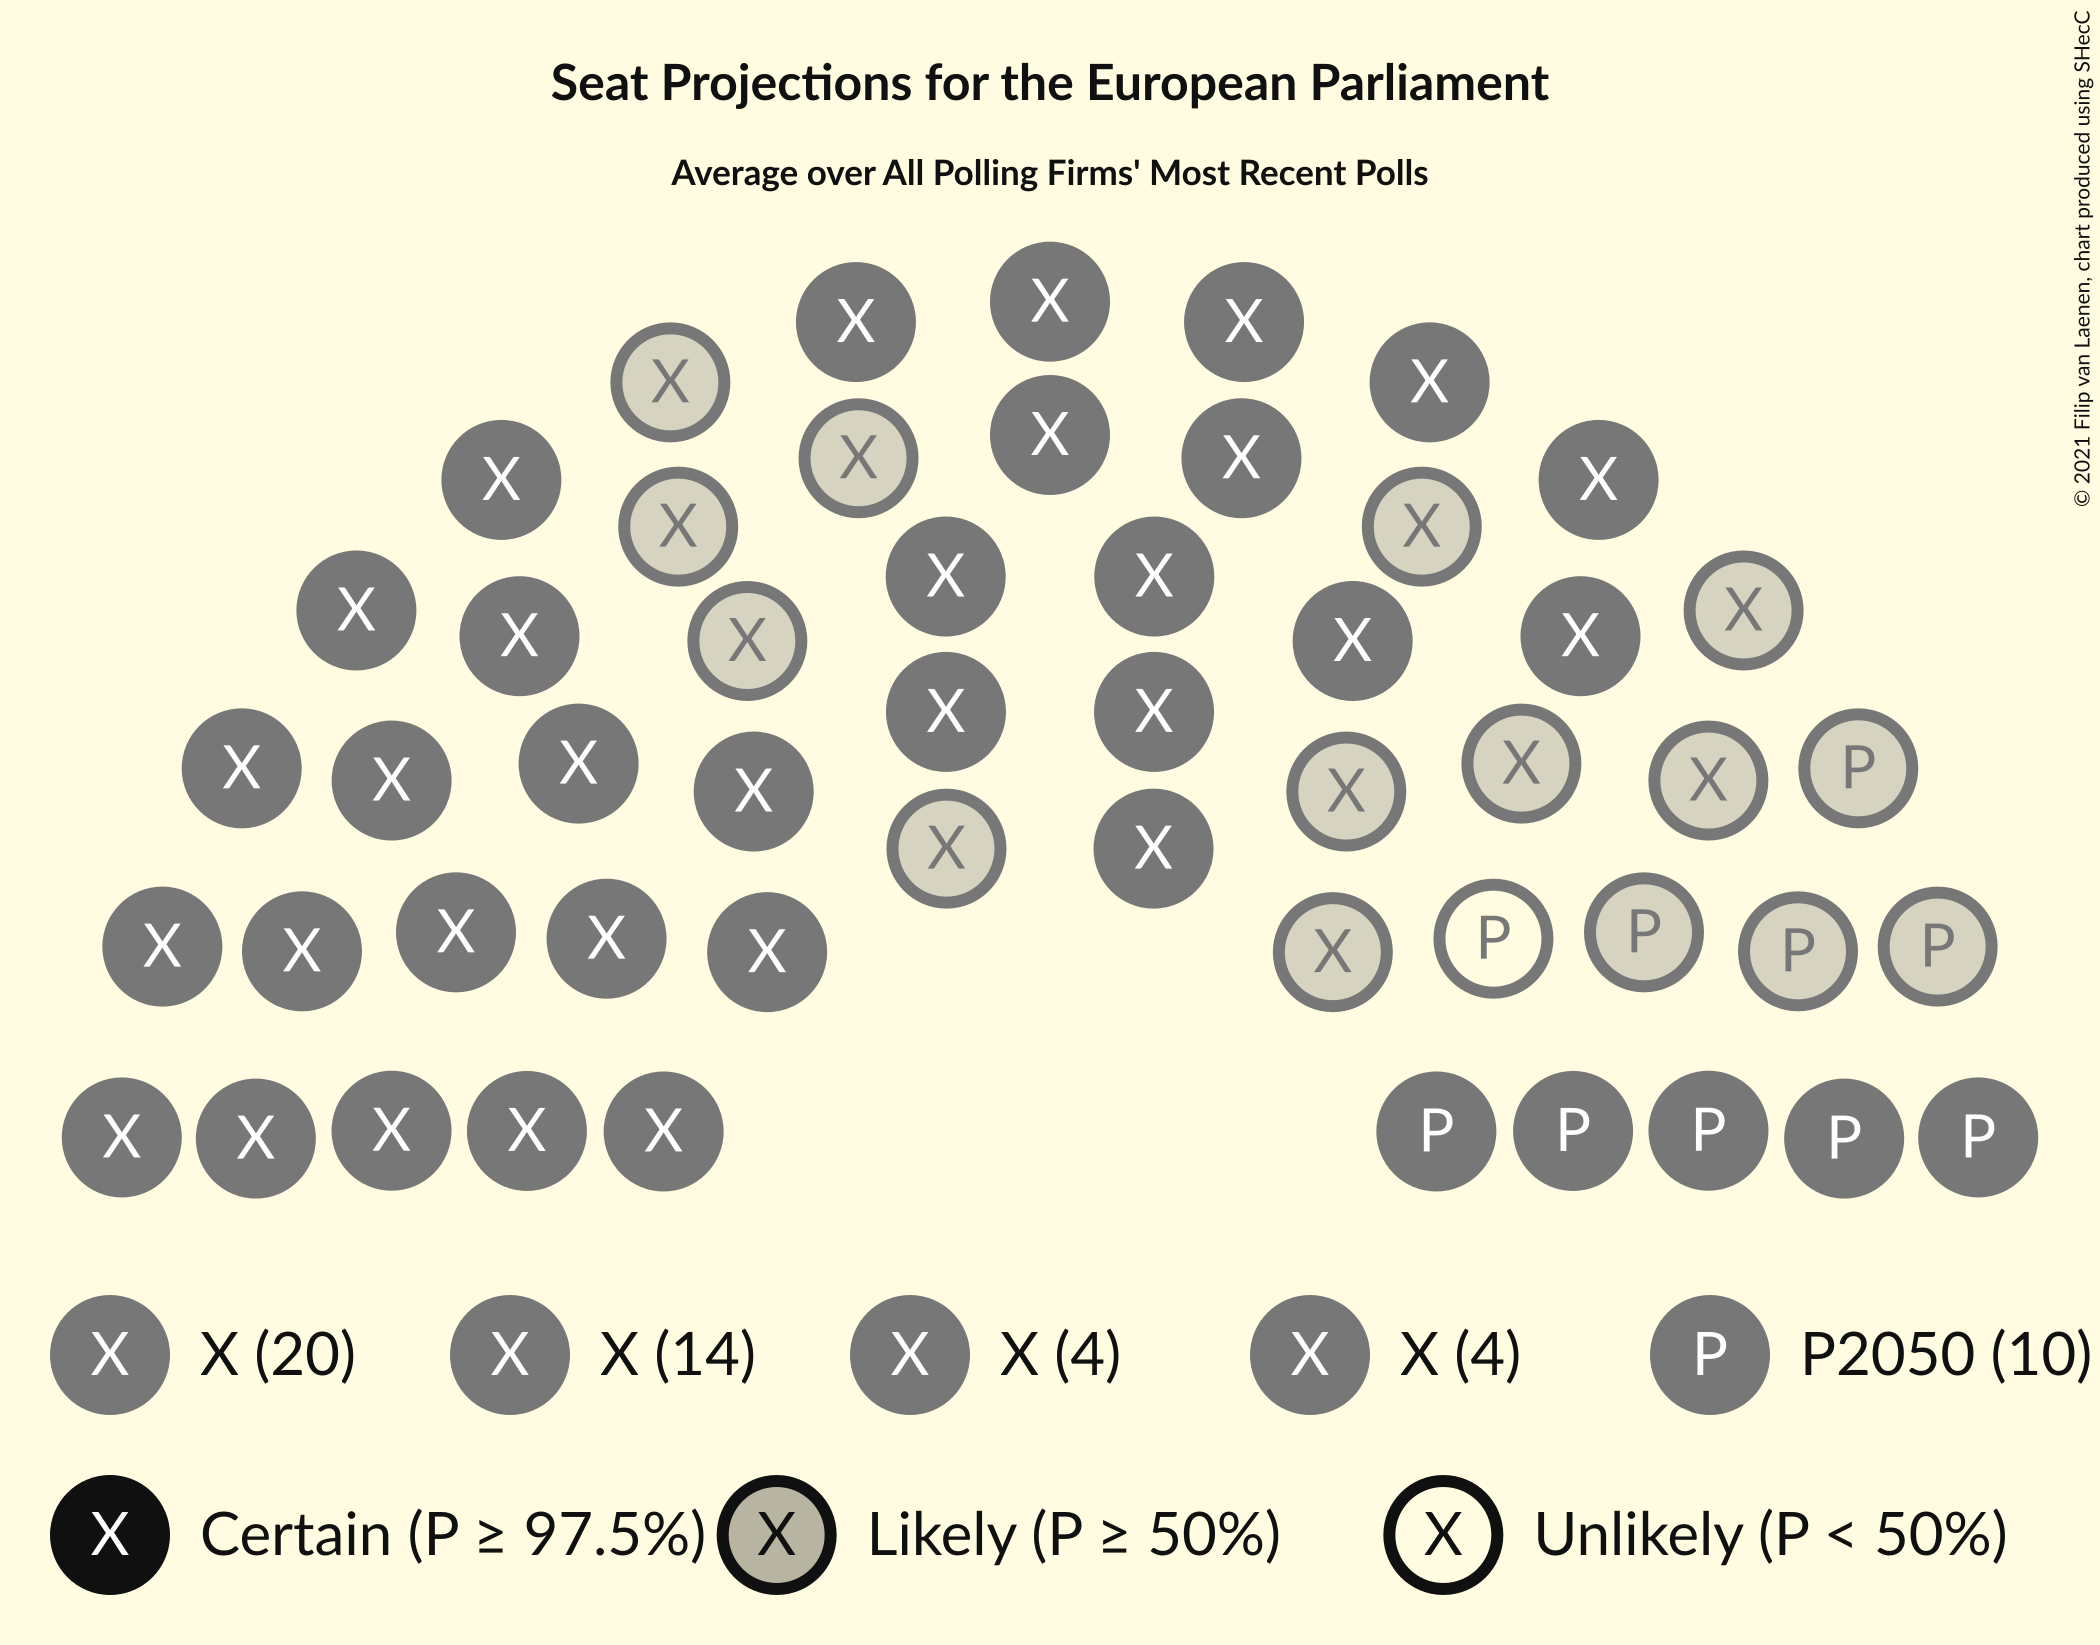 Seat Projections for the European Parliament
Average over All Polling Firms' Most Recent Polls
© 2021 Filip van Laenen, chart produced using SHecC
X X X
X X
X X X
X X
X X
X X
X X
X X X X
X X
X X
X X X X
X X P
X X X X
X X
X X P P
X X X P P
X X
X X X P P
X X P P
X X X X X P P P P P
X X (20) X X (14) X X (4) X X (4) P P2050 (10)
X Certain (P ≥ 97.5%) X Likely (P ≥ 50%) X Unlikely (P < 50%)